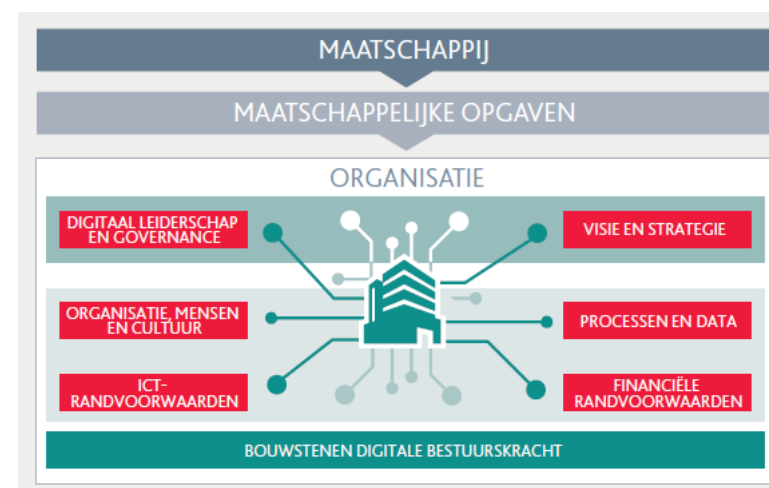 MAATSCHAPPIJ
MAATSCHAPPELIJKE OPGAVEN
ORGANISATIE
DIGITAAL LEIDERSCHAP
EN GOVERNANCE
VISIE EN STRATEGIE
ORGANISATIE, MENSEN
EN CULTUUR
PROCESSEN EN DATA
ICT-
RANDVOORWAARDEN
FINANCIËLE
RANDVOORWAARDEN
BOUWSTENEN DIGITALE BESTUURSKRACHT